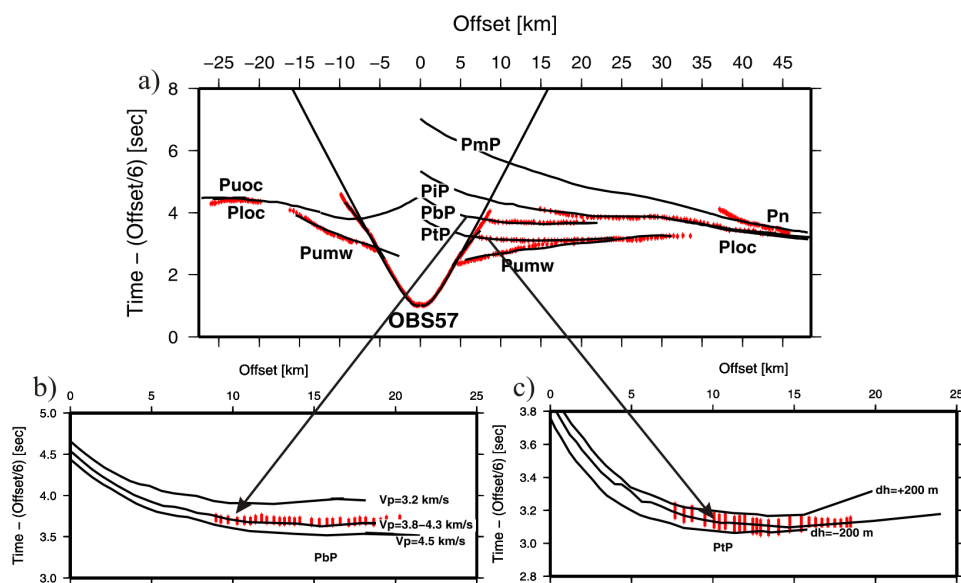 Offset [km]
−25 −20 −15 −10 −5 0 5 10 15 20 25 30 35 40 45
a)
8
6
4
2
0
Time − (Offset/6) [sec]
PmP
Puoc
PiP
Ploc
PbP
Pn
PtP
Pumw
Pumw
Ploc
OBS57
b)
Offset [km]
0 5 10 15 20 25
5.0
4.5
4.0
3.5
3.0
Time − (Offset/6) [sec]
Vp=3.2 km/s
Vp=3.8−4.3 km/s
Vp=4.5 km/s
PbP
c)
Offset [km]
0 5 10 15 20 25
3.8
3.6
3.4
3.2
3.0
2.8
Time − (Offset/6) [sec]
dh=+200 m
dh=−200 m
PtP